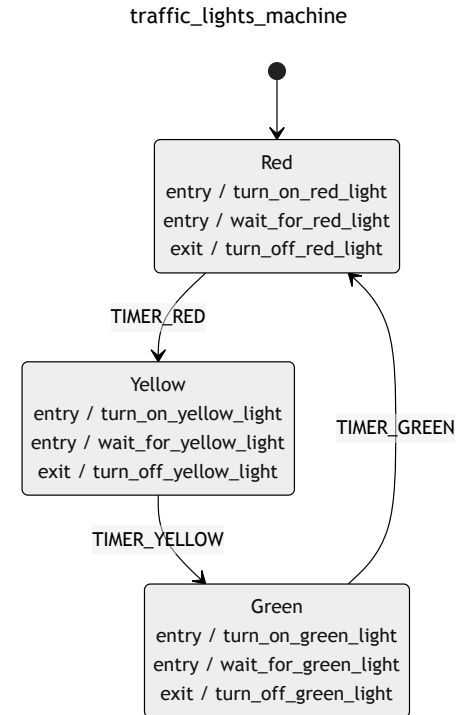 traffic_lights_machine
Red
entry / turn_on_red_light
entry / wait_for_red_light
exit / turn_off_red_light
TIMER_RED
Yellow
entry / turn_on_yellow_light
entry / wait_for_yellow_light
exit / turn_off_yellow_light
TIMER_GREEN
TIMER_YELLOW
Green
entry / turn_on_green_light
entry / wait_for_green_light
exit / turn_off_green_light